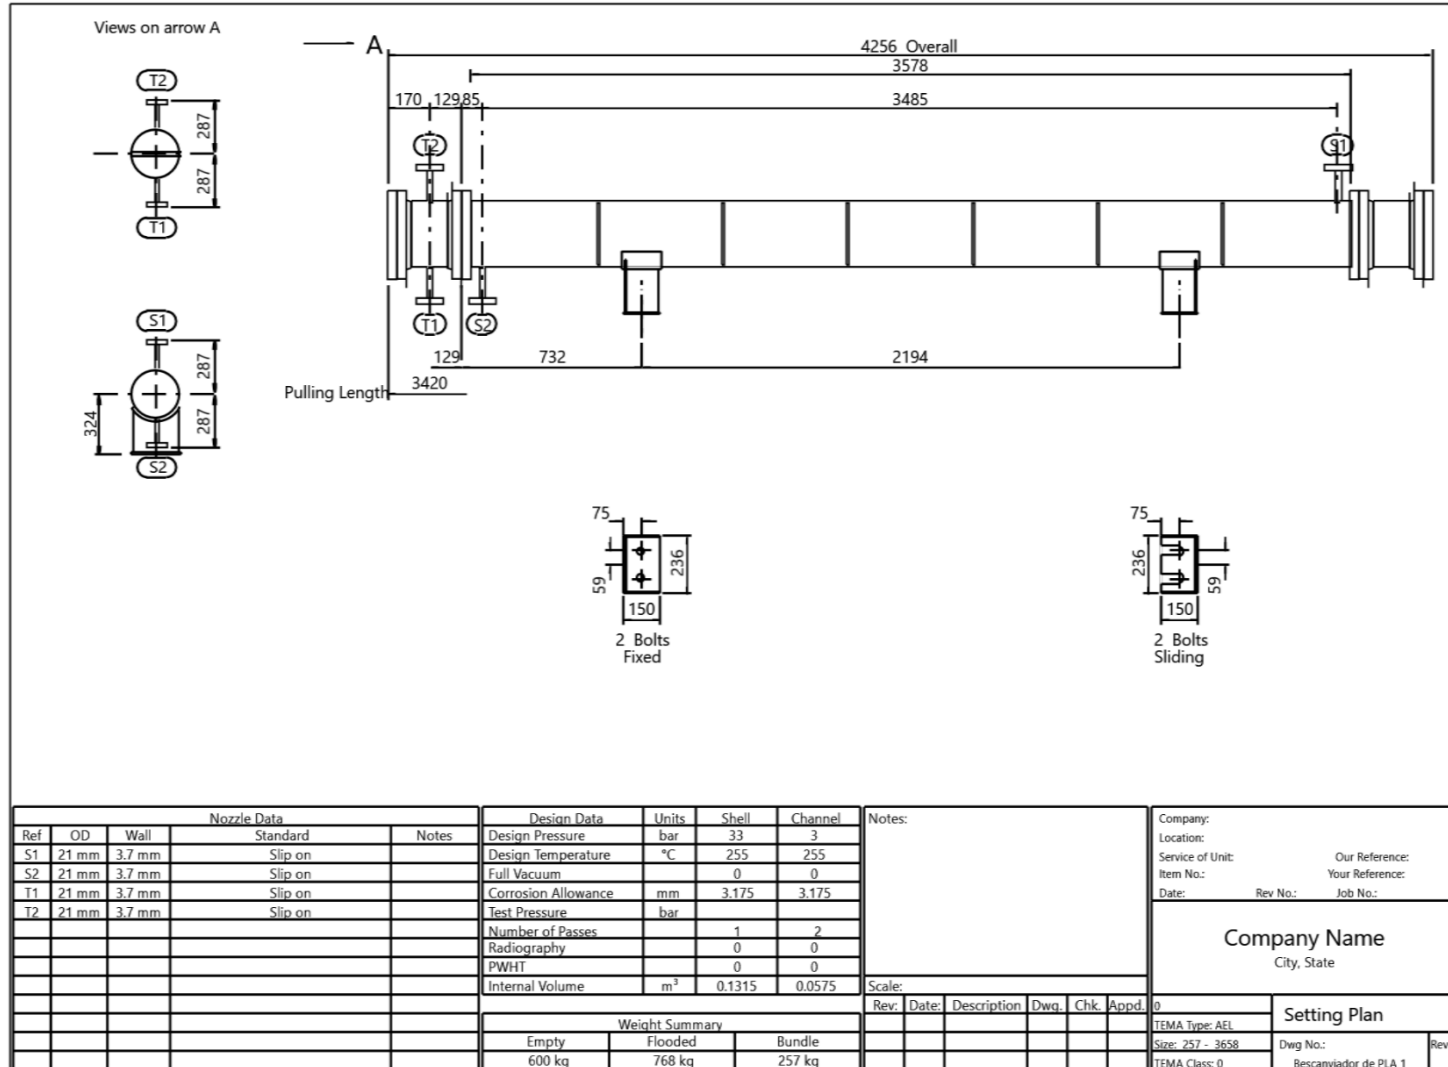 Views on arrow A
A
4256 Overall
3578
170 129 85 3485
T2
287
287
T1
T2
S1
T1
S2
S1
287
324
287
S2
129 732 2194
Pulling Length 3420
75
59
236
150
2 Bolts
Fixed
75
236
59
150
2 Bolts
Sliding
Nozzle Data
Ref OD Wall Standard Notes
S1 21 mm 3.7 mm Slip on
S2 21 mm 3.7 mm Slip on
T1 21 mm 3.7 mm Slip on
T2 21 mm 3.7 mm Slip on
Design Data Units Shell Channel
Design Pressure bar 33 3
Design Temperature °C 255 255
Full Vacuum 0 0
Corrosion Allowance mm 3.175 3.175
Test Pressure bar
Number of Passes 1 2
Radiography 0 0
PWHT 0 0
Internal Volume m³ 0.1315 0.0575
Weight Summary
Empty Flooded Bundle
600 kg 768 kg 257 kg
Notes:
Scale:
Rev: Date: Description Dwg. Chk. Appd.
Company:
Location:
Service of Unit: Our Reference:
Item No.: Your Reference:
Date: Rev No.: Job No.:
Company Name
City, State
0
TEMA Type: AEL
Size: 257 - 3658
TEMA Class: 0
Setting Plan
Dwg No.: Rev
Bescanviador de PLA 1